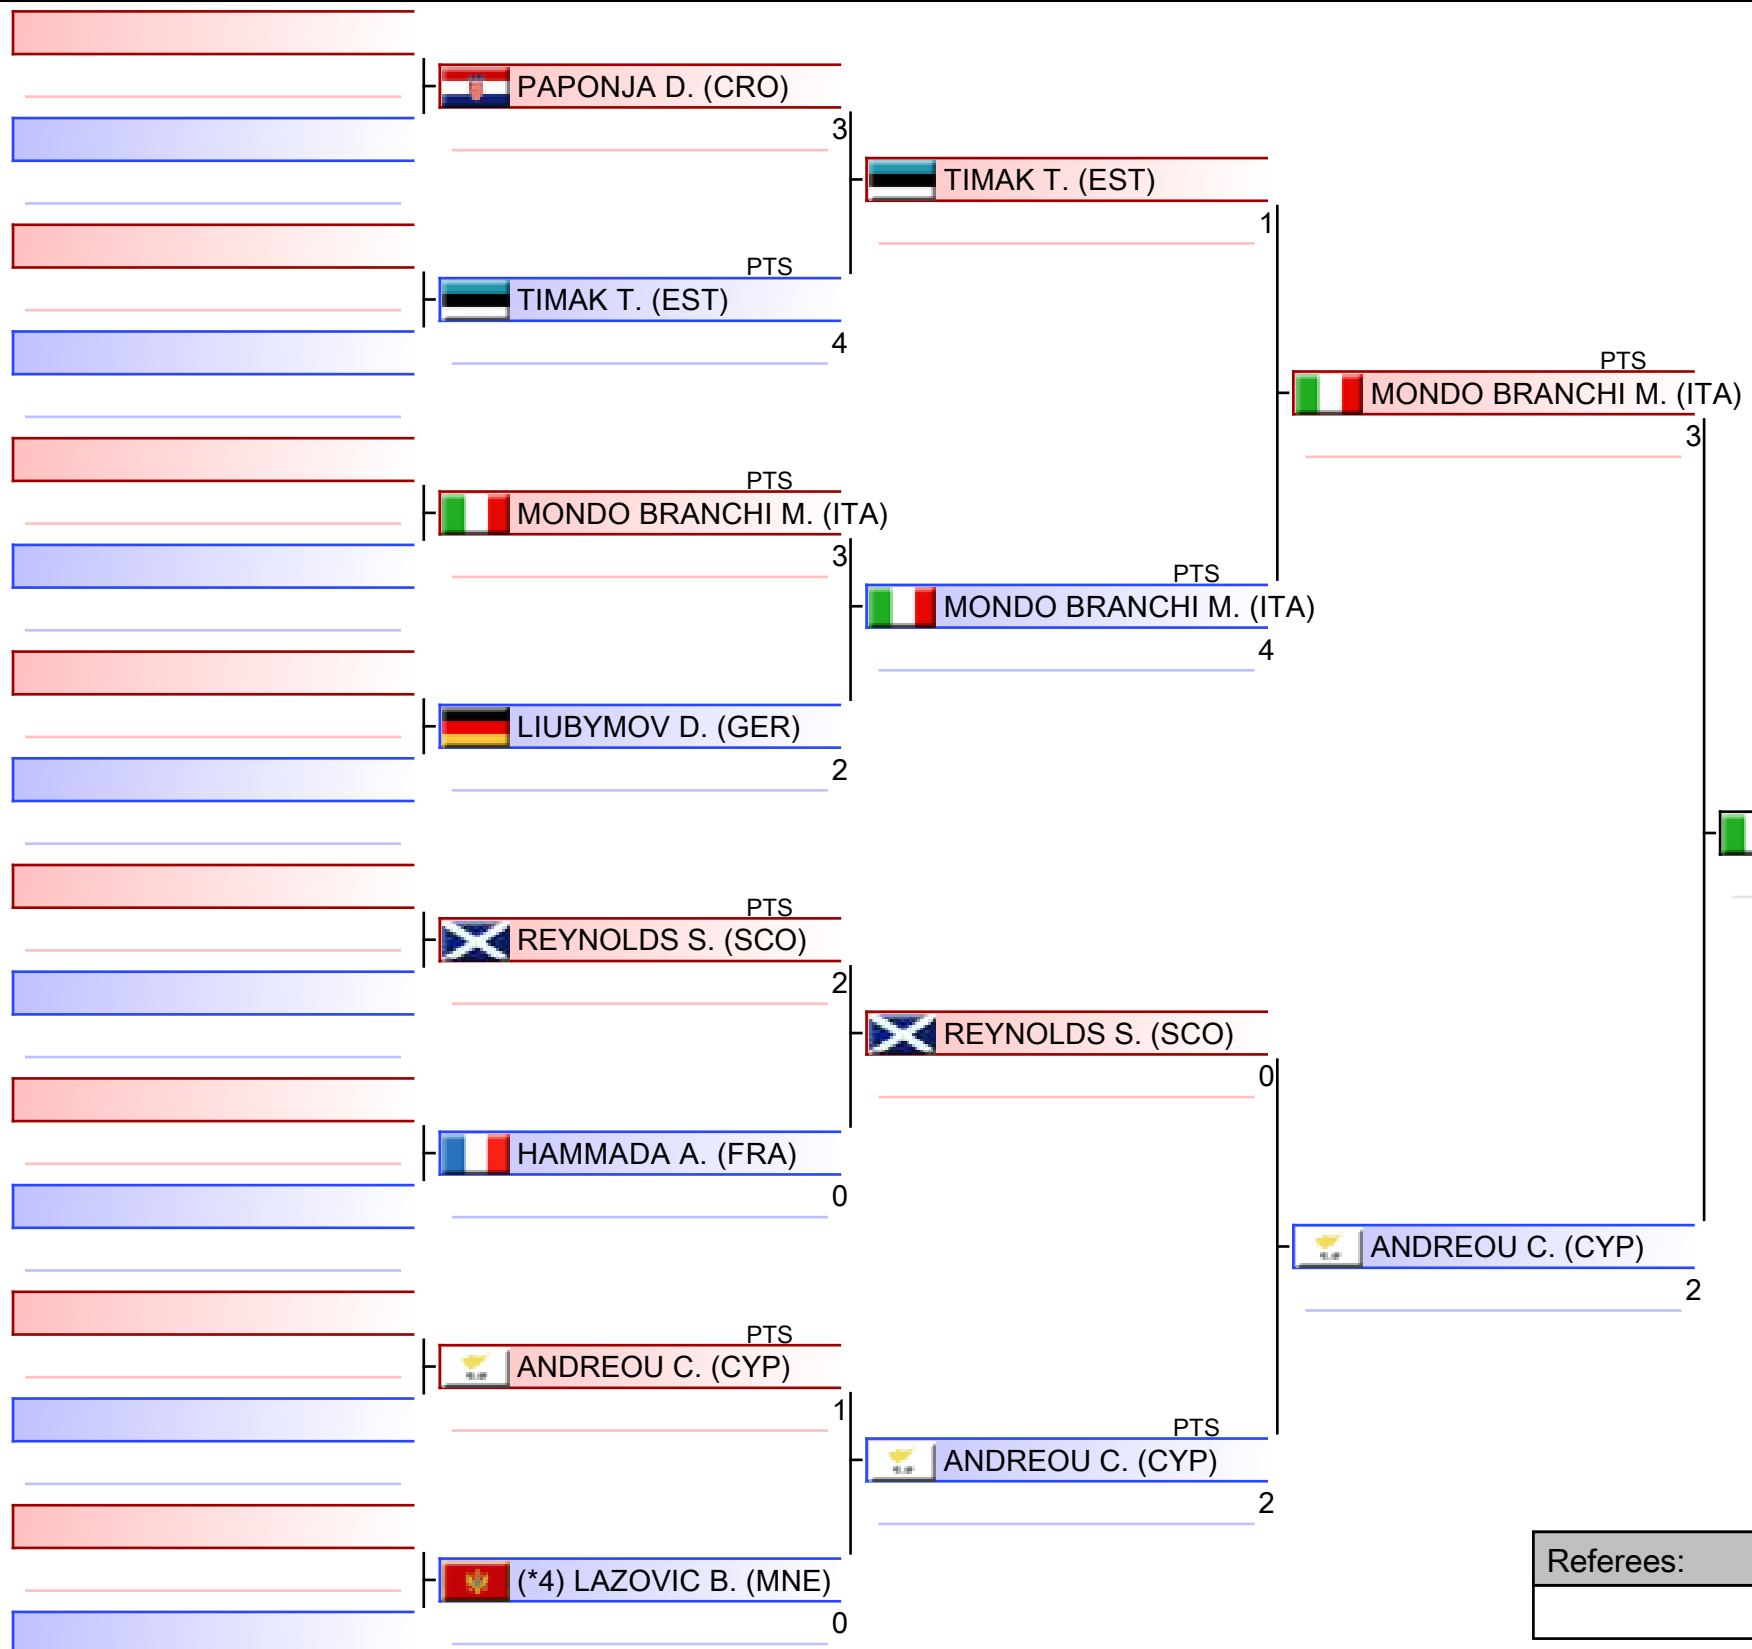 PAPONJA D. (CRO)
3
TIMAK T. (EST)
1
PTS
TIMAK T. (EST)
4
PTS
MONDO BRANCHI M. (ITA)
3
PTS
MONDO BRANCHI M. (ITA)
3
PTS
MONDO BRANCHI M. (ITA)
4
LIUBYMOV D. (GER)
2
PTS
REYNOLDS S. (SCO)
2
REYNOLDS S. (SCO)
0
HAMMADA A. (FRA)
0
ANDREOU C. (CYP)
2
PTS
ANDREOU C. (CYP)
1
PTS
ANDREOU C. (CYP)
2
(*4) LAZOVIC B. (MNE)
0
Referees: